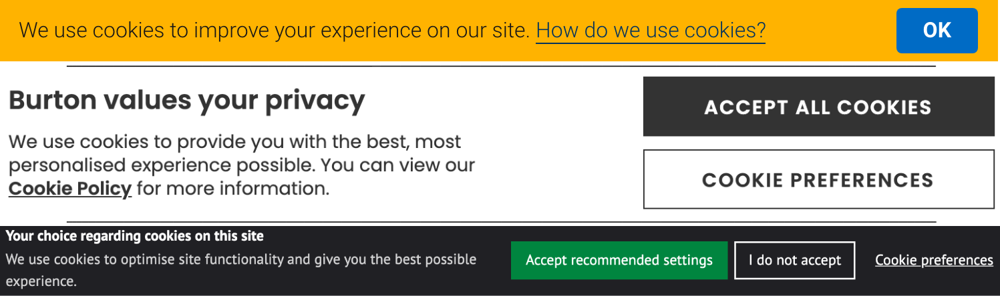 We use cookies to improve your experience on our site. How do we use cookies?
OK
Burton values your privacy
We use cookies to provide you with the best, most
personalised experience possible. You can view our
Cookie Policy for more information.
ACCEPT ALL COOKIES
COOKIE PREFERENCES
Your choice regarding cookies on this site
We use cookies to optimise site functionality and give you the best possible
experience.
Accept recommended settings
I do not accept
Cookie preferences